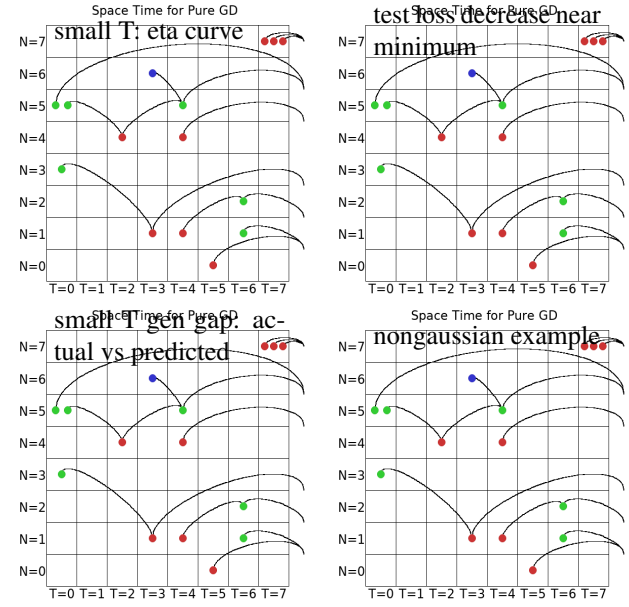 Space Time for Pure GD
small T: eta curve
N=7
N=6
N=5
N=4
N=3
N=2
N=1
N=0
T=0 T=1 T=2 T=3 T=4 T=5 T=6 T=7
Space Time for Pure GD
test loss decrease near
minimum
N=7
N=6
N=5
N=4
N=3
N=2
N=1
N=0
T=0 T=1 T=2 T=3 T=4 T=5 T=6 T=7
Space Time for Pure GD
small T gen gap: ac-
tual vs predicted
N=7
N=6
N=5
N=4
N=3
N=2
N=1
N=0
T=0 T=1 T=2 T=3 T=4 T=5 T=6 T=7
Space Time for Pure GD
nongaussian example
N=7
N=6
N=5
N=4
N=3
N=2
N=1
N=0
T=0 T=1 T=2 T=3 T=4 T=5 T=6 T=7